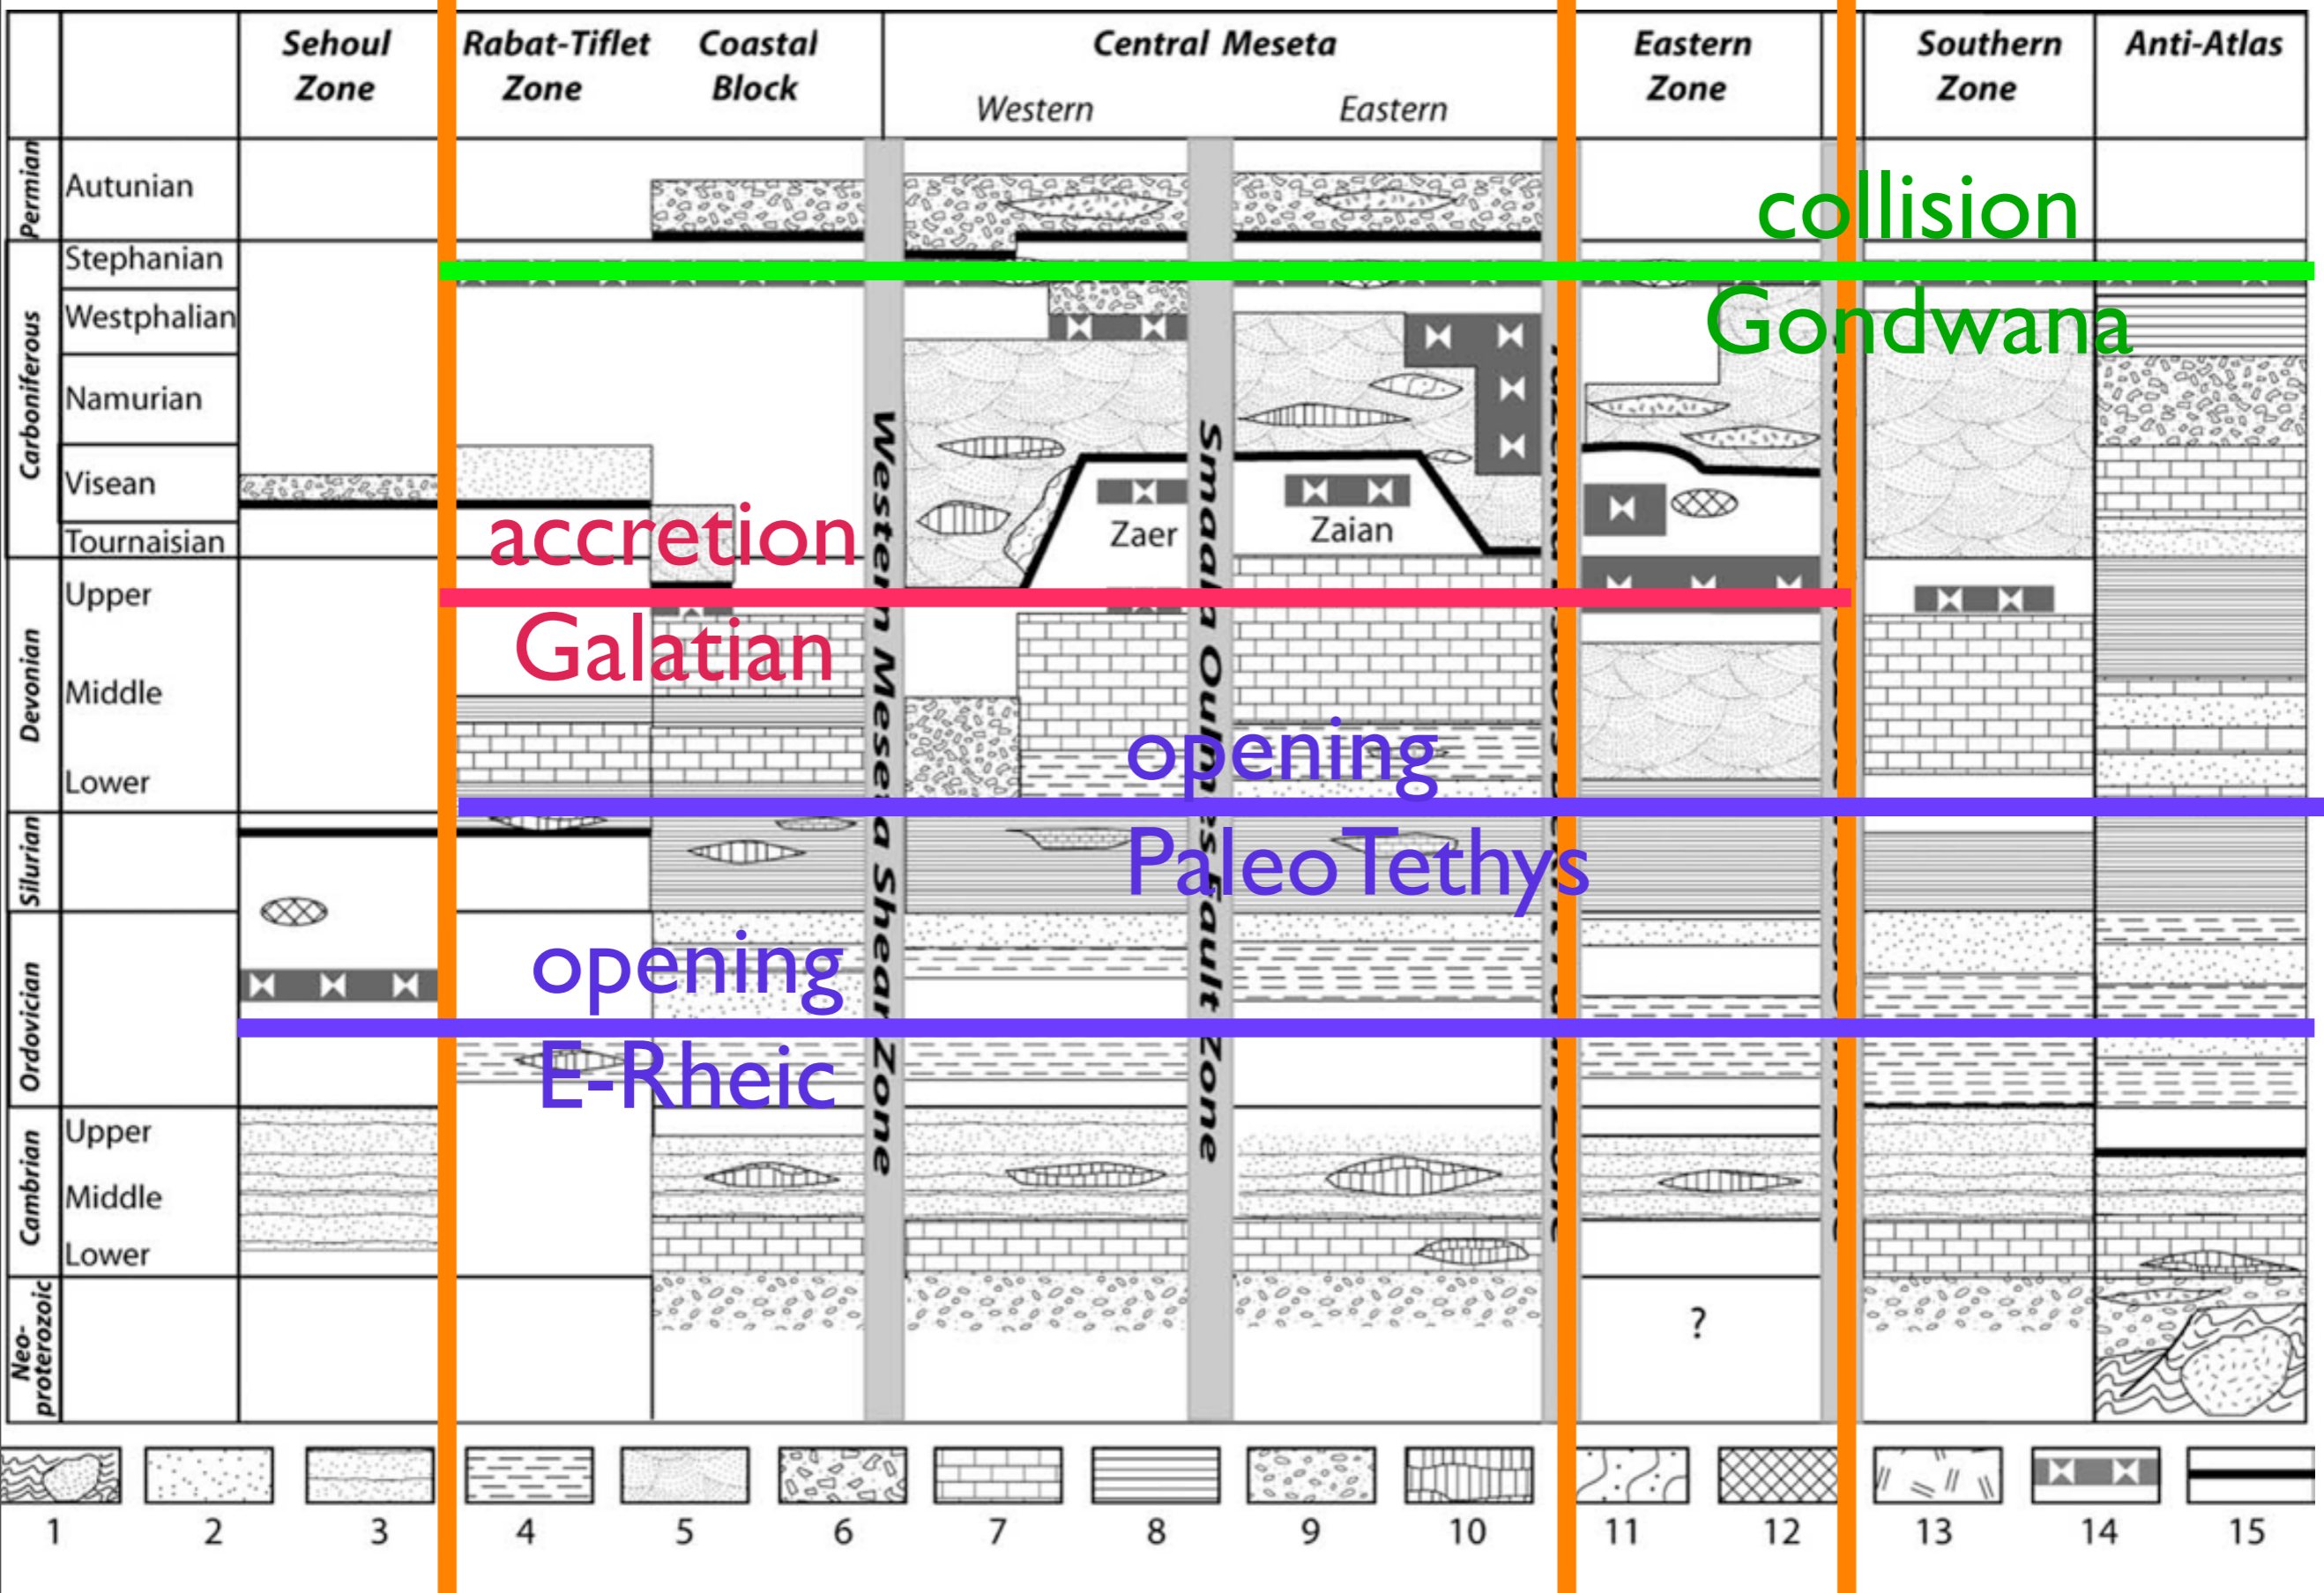 Sehoul
Zone
Rabat-Tiflet
Zone
Coastal
Block
Central Meseta
Western
Eastern
Eastern
Zone
Southern
Zone
Anti-Atlas
Permian
Autunian
collision
Gondwana
Carboniferous
Stephanian
Westphalian
Namurian
Visean
Tournaisian
accretion
Galatian
Zaer
Zaian
Devonian
Upper
Middle
Lower
opening
PaleoTethys
Silurian
opening
E-Rheic
Ordovician
Cambrian
Upper
Middle
Lower
Neo-
proterozoic
?
Western Meseta Shear Zone
Smaala Oulmes Fault Zone
1 2 3 4 5 6 7 8 9 10 11 12 13 14 15